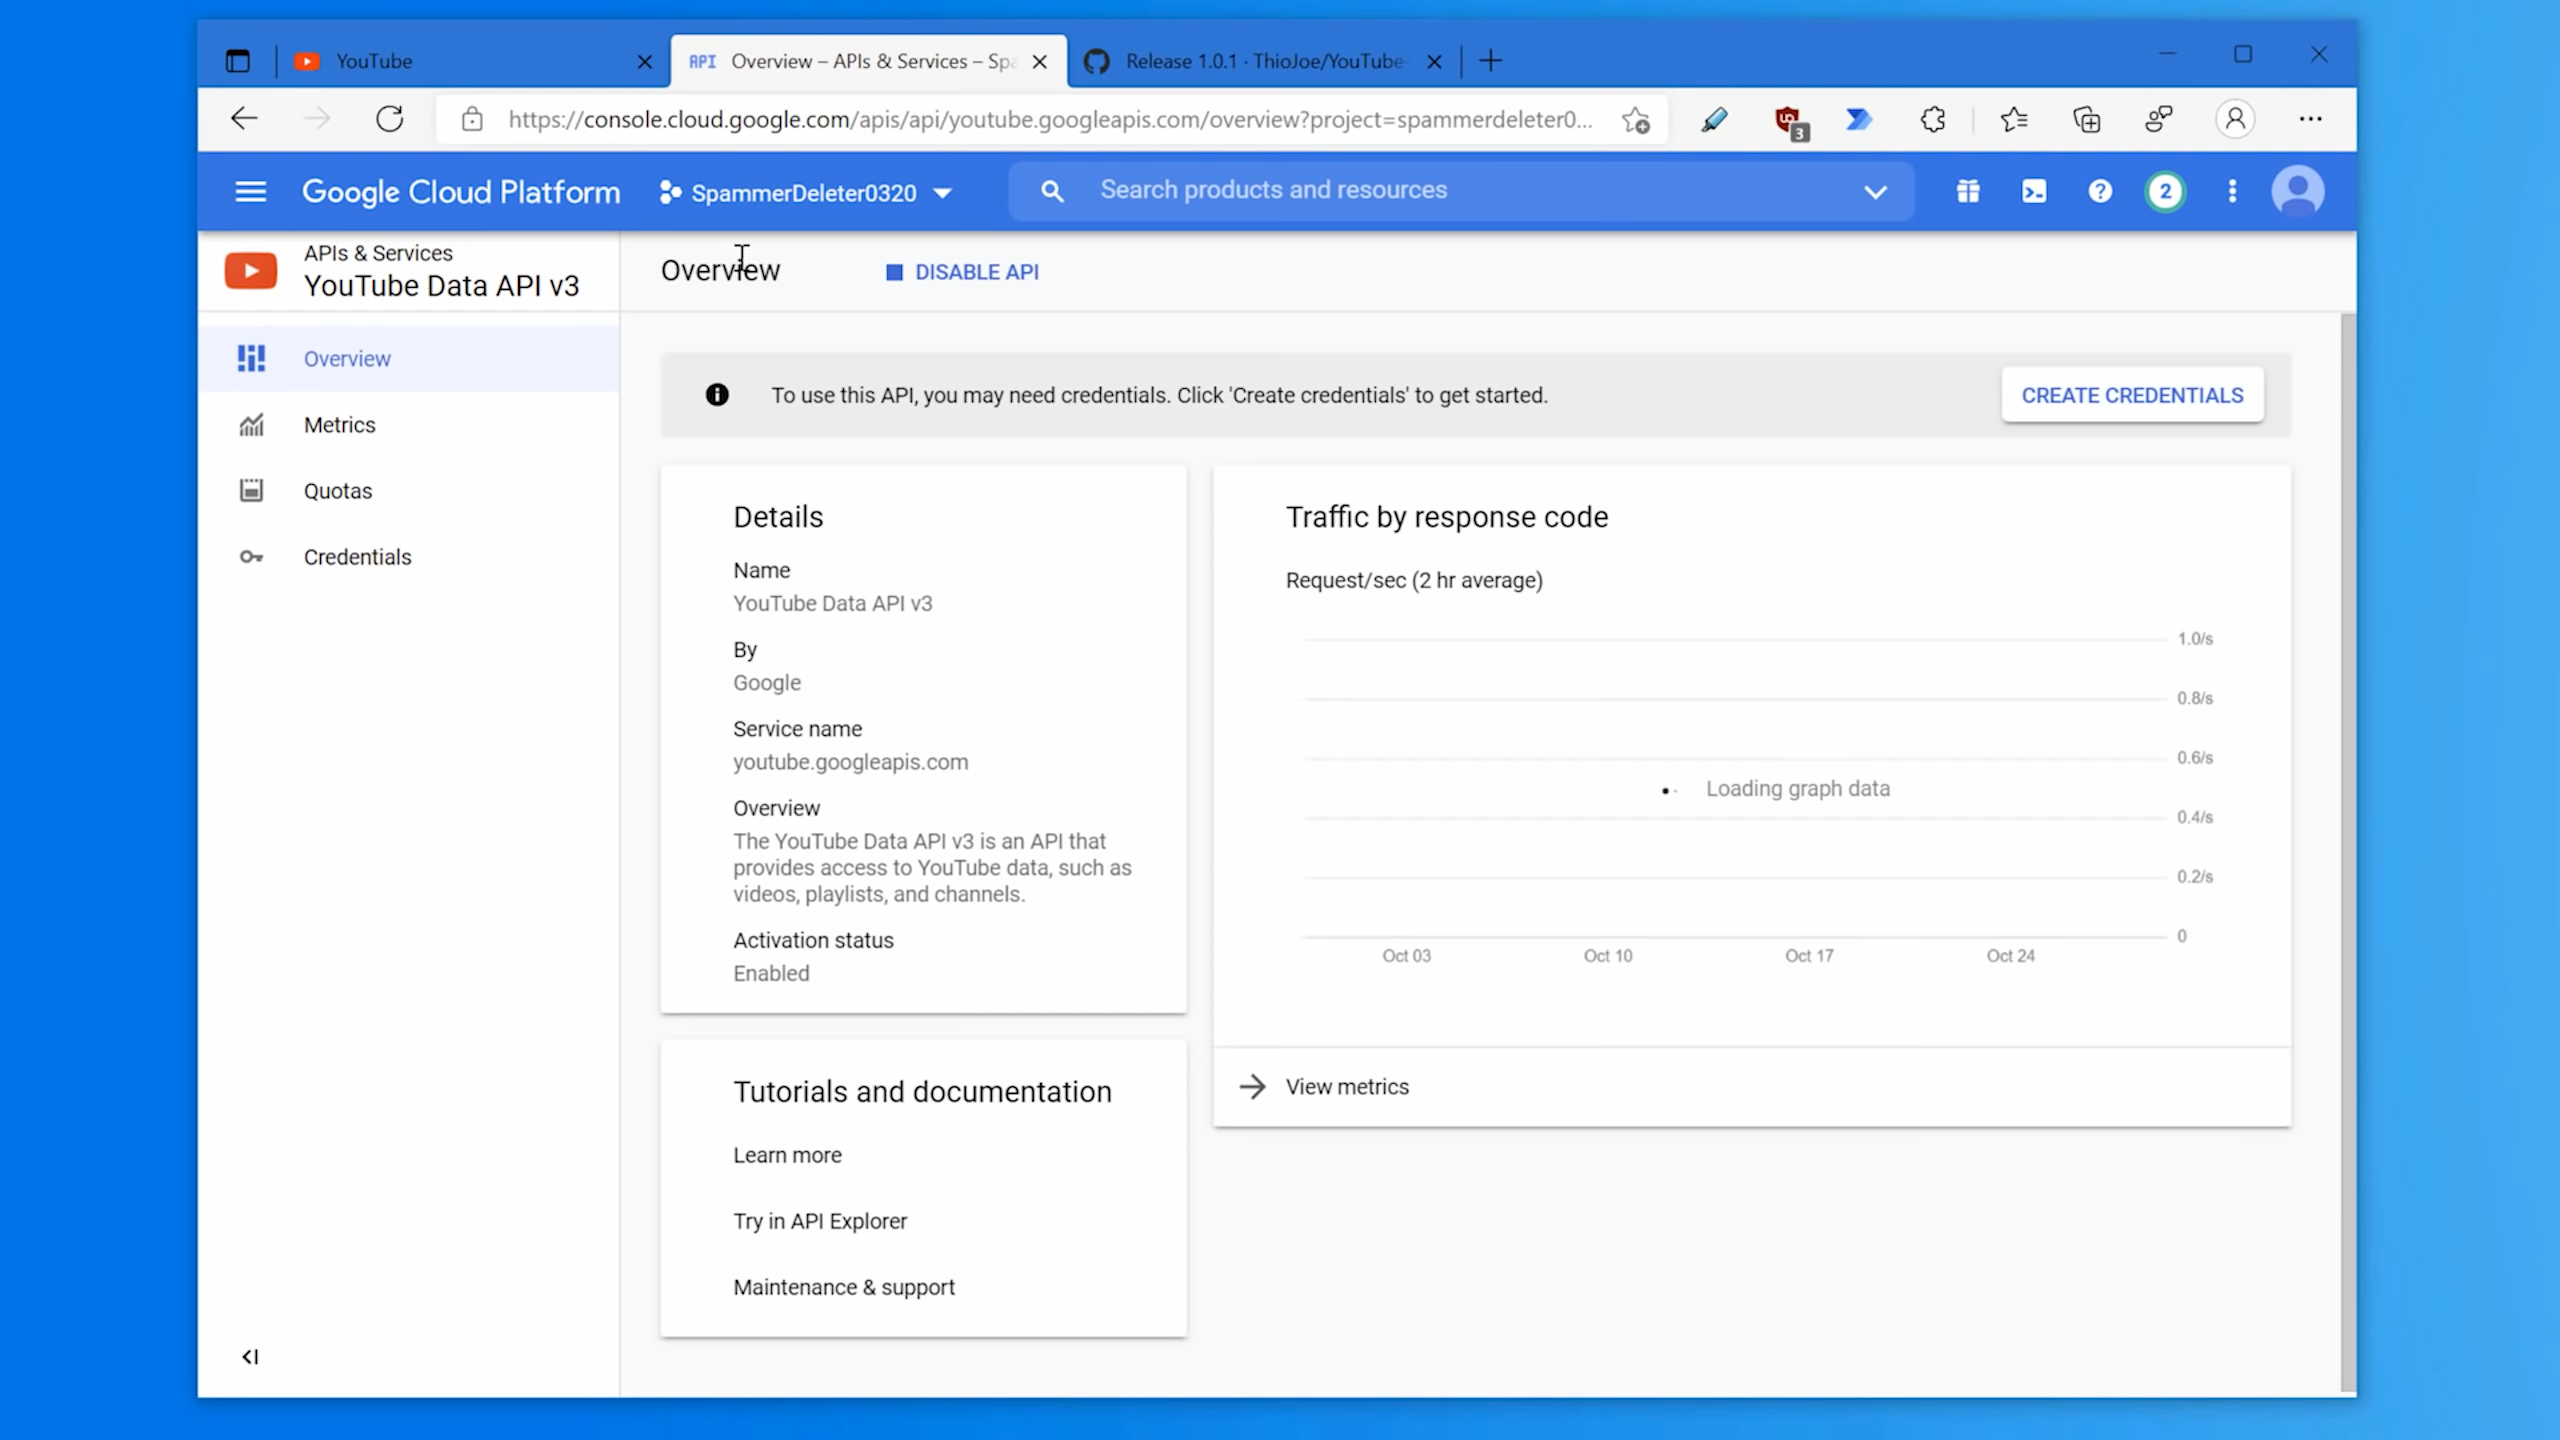 YouTube
API Overview – APIs & Services – Spa
Release 1.0.1 · ThioJoe/YouTube-
https://console.cloud.google.com/apis/api/youtube.googleapis.com/overview?project=spammerdeleter0...
3
Google Cloud Platform
SpammerDeleter0320
Search products and resources
2
APIs & Services
YouTube Data API v3
Overview
DISABLE API
Overview
Metrics
Quotas
Credentials
To use this API, you may need credentials. Click 'Create credentials' to get started.
CREATE CREDENTIALS
Details
Name
YouTube Data API v3
By
Google
Service name
youtube.googleapis.com
Overview
The YouTube Data API v3 is an API that
provides access to YouTube data, such as
videos, playlists, and channels.
Activation status
Enabled
Traffic by response code
Request/sec (2 hr average)
1.0/s
0.8/s
0.6/s
Loading graph data
0.4/s
0.2/s
0
Oct 03 Oct 10 Oct 17 Oct 24
View metrics
Tutorials and documentation
Learn more
Try in API Explorer
Maintenance & support